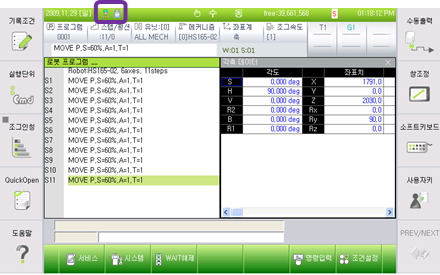 2009.11.29 (일) free:39,661,568 01:18:12 PM
기록조건
프로그램 스텝/펑션 유닛:[0] 메커니즘 좌표계 조그속도
0001 :11/0 ALL MECH [0]HS165-02 축 [1]
T1 G1
수동출력
MOVE P,S=60%,A=1,T=1
W:01 S:01
로봇 프로그램 ...
각축 데이터
Robot:HS165-02, 6axes, 11steps
S1 MOVE P,S=60%,A=1,T=1
S2 MOVE P,S=60%,A=1,T=1
S3 MOVE P,S=60%,A=1,T=1
S4 MOVE P,S=60%,A=1,T=1
S5 MOVE P,S=60%,A=1,T=1
S6 MOVE P,S=60%,A=1,T=1
S7 MOVE P,S=60%,A=1,T=1
S8 MOVE P,S=60%,A=1,T=1
S9 MOVE P,S=60%,A=1,T=1
S10 MOVE P,S=60%,A=1,T=1
S11 MOVE P,S=60%,A=1,T=1
각도 좌표치
S 0,000 deg X 1791,0
H 90,000 deg Y 0,0
V 0,000 deg Z 2030,0
R2 0,000 deg Rx 0,0
B 0,000 deg Ry 90,0
R1 0,000 deg Rz 0,0
실행단위
Cmd
조그인칭
QuickOpen
도움말
창조정
소프트키보드
사용자키
PREV/NEXT
서비스 시스템 WAIT해제 명령입력 조건설정